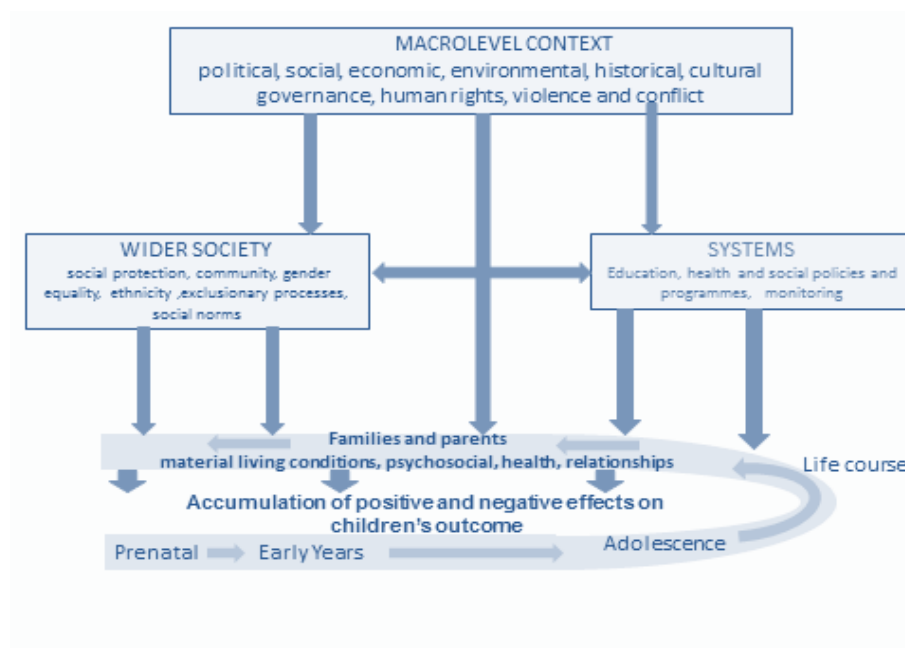 MACROLEVEL CONTEXT
political, social, economic, environmental, historical, cultural
governance, human rights, violence and conflict
WIDER SOCIETY
social protection, community, gender
equality, ethnicity ,exclusionary processes,
social norms
SYSTEMS
Education, health and social policies and
programmes, monitoring
Families and parents
material living conditions, psychosocial, health, relationships
Life course
Accumulation of positive and negative effects on
children's outcome
Prenatal
Early Years
Adolescence